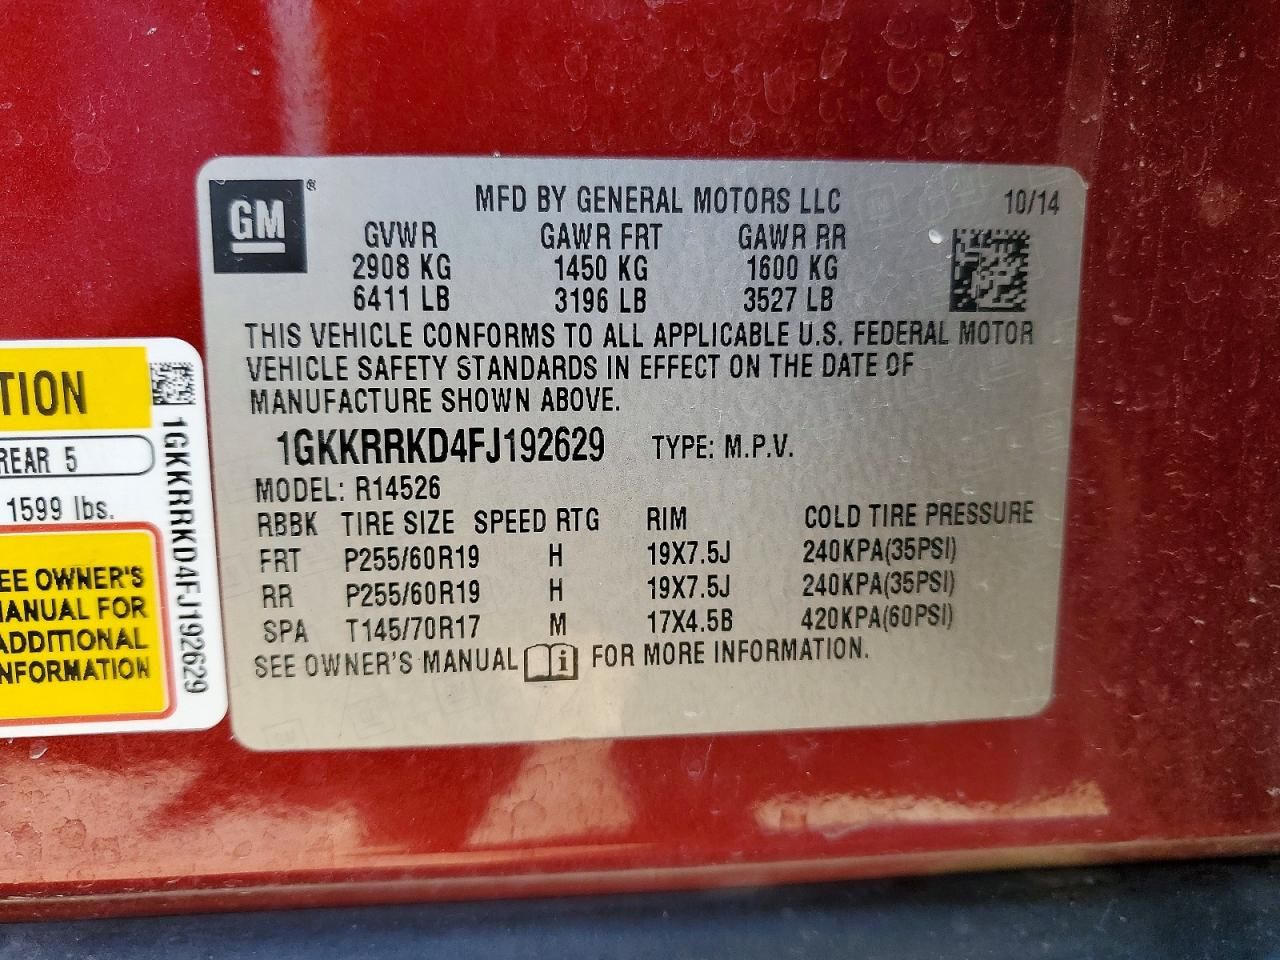 GM ®
MFD BY GENERAL MOTORS LLC 10/14
GVWR GAWR FRT GAWR RR
2908 KG 1450 KG 1600 KG
6411 LB 3196 LB 3527 LB
THIS VEHICLE CONFORMS TO ALL APPLICABLE U.S. FEDERAL MOTOR
VEHICLE SAFETY STANDARDS IN EFFECT ON THE DATE OF
MANUFACTURE SHOWN ABOVE.
1GKKRRKD4FJ192629 TYPE: M.P.V.
MODEL: R14526
RBBK TIRE SIZE SPEED RTG RIM COLD TIRE PRESSURE
FRT P255/60R19 H 19X7.5J 240KPA(35PSI)
RR P255/60R19 H 19X7.5J 240KPA(35PSI)
SPA T145/70R17 M 17X4.5B 420KPA(60PSI)
SEE OWNER'S MANUAL i FOR MORE INFORMATION.
TION
REAR 5
1599 lbs.
EE OWNER'S
ANUAL FOR
ADDITIONAL
NFORMATION
1GKKRRKD4FJ192629